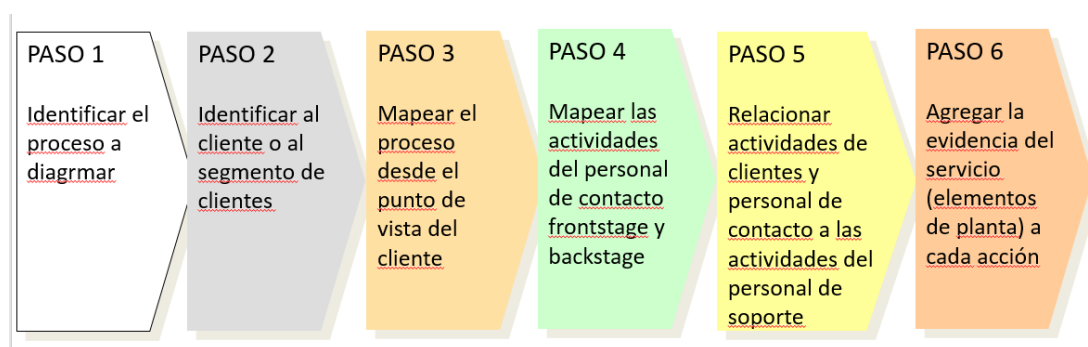 PASO 1
Identificar el
proceso a
diagrmar
PASO 2
Identificar al
cliente o al
segmento de
clientes
PASO 3
Mapear el
proceso
desde el
punto de
vista del
cliente
PASO 4
Mapear las
actividades
del personal
de contacto
frontstage y
backstage
PASO 5
Relacionar
actividades de
clientes y
personal de
contacto a las
actividades del
personal de
soporte
PASO 6
Agregar la
evidencia del
servicio
(elementos
de planta) a
cada acción